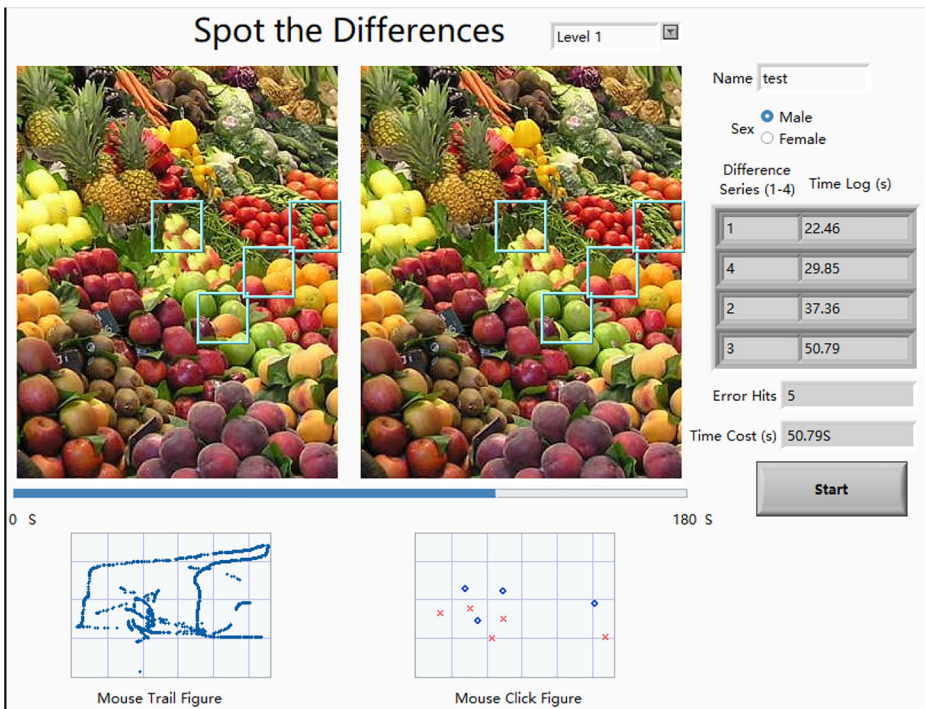 Spot the Differences
Level 1
Name test
Sex
Male
Female
Difference
Series (1-4)
Time Log (s)
1 22.46
4 29.85
2 37.36
3 50.79
Error Hits 5
Time Cost (s) 50.79S
Start
0 S
180 S
Mouse Trail Figure
Mouse Click Figure